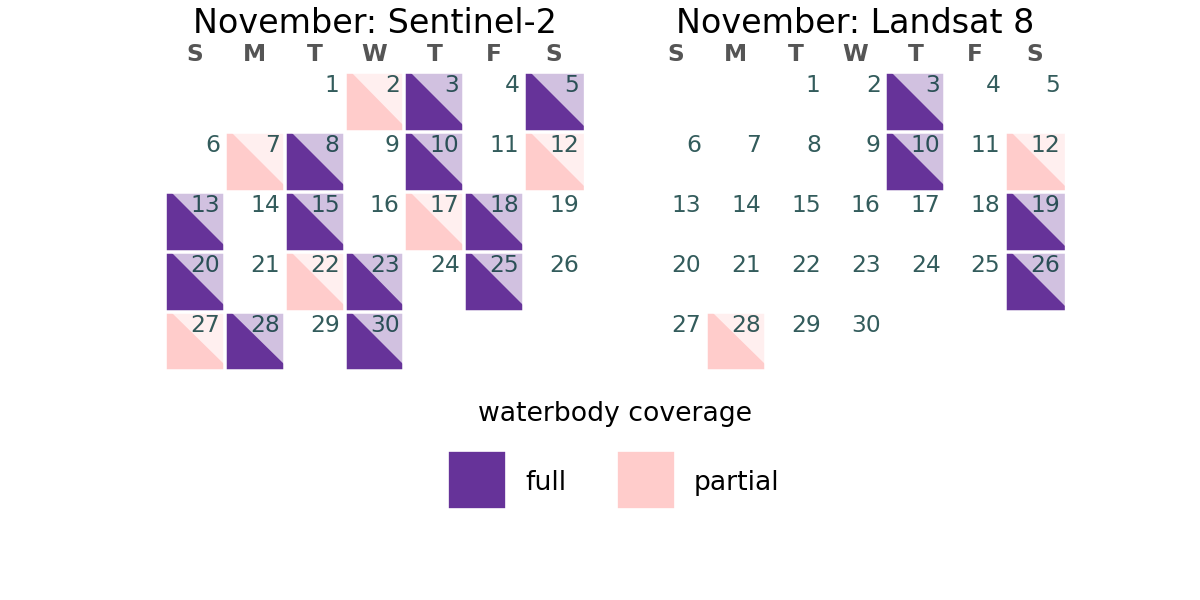 November: Sentinel-2
S M T W T F S
1 2 3 4 5
6 7 8 9 10 11 12
13 14 15 16 17 18 19
20 21 22 23 24 25 26
27 28 29 30
November: Landsat 8
S M T W T F S
1 2 3 4 5
6 7 8 9 10 11 12
13 14 15 16 17 18 19
20 21 22 23 24 25 26
27 28 29 30
waterbody coverage
full partial